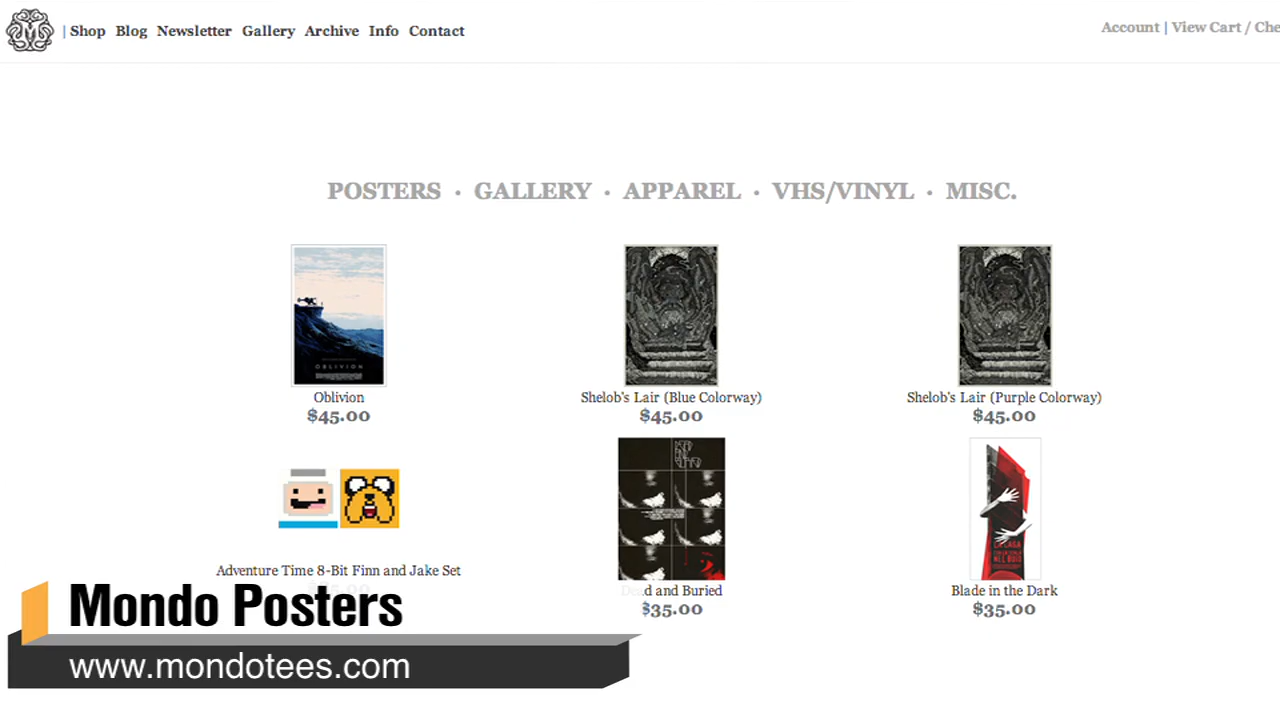 | Shop Blog Newsletter Gallery Archive Info Contact
Account | View Cart / Che
POSTERS · GALLERY · APPAREL · VHS/VINYL · MISC.
OBLIVION
Oblivion
$45.00
Shelob's Lair (Blue Colorway)
$45.00
Shelob's Lair (Purple Colorway)
$45.00
Adventure Time 8-Bit Finn and Jake Set
Dead and Buried
$35.00
Blade in the Dark
$35.00
Mondo Posters
www.mondotees.com